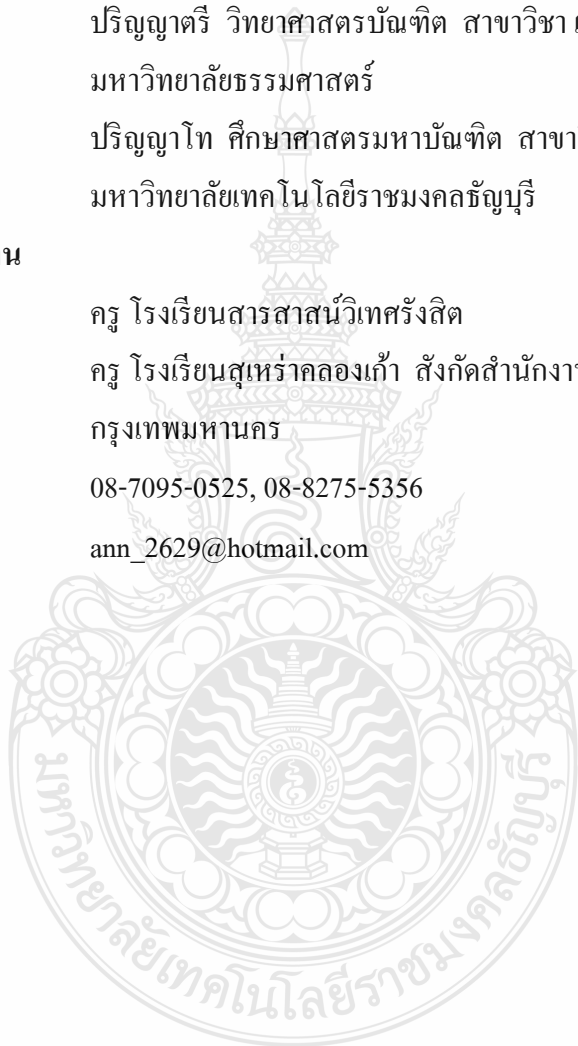 ปริญญาตรี วิทยาศาสตรบัณฑิต สาขาวิชา
มหาวิทยาลัยธรรมศาสตร์
ปริญญาโท ศึกษาศาสตรมหาบัณฑิต สาขา
มหาวิทยาลัยเทคโนโลยีราชมงคลธัญบุรี
ครู โรงเรียนสารสาสน์วิเทศรังสิต
ครู โรงเรียนสุเหร่าคลองเก้า สังกัดสำนักงาน
กรุงเทพมหานคร
08-7095-0525, 08-8275-5356
ann_2629@hotmail.com
มหาวิทยาลัยเทคโนโลยีราชมงคลธัญบุรี